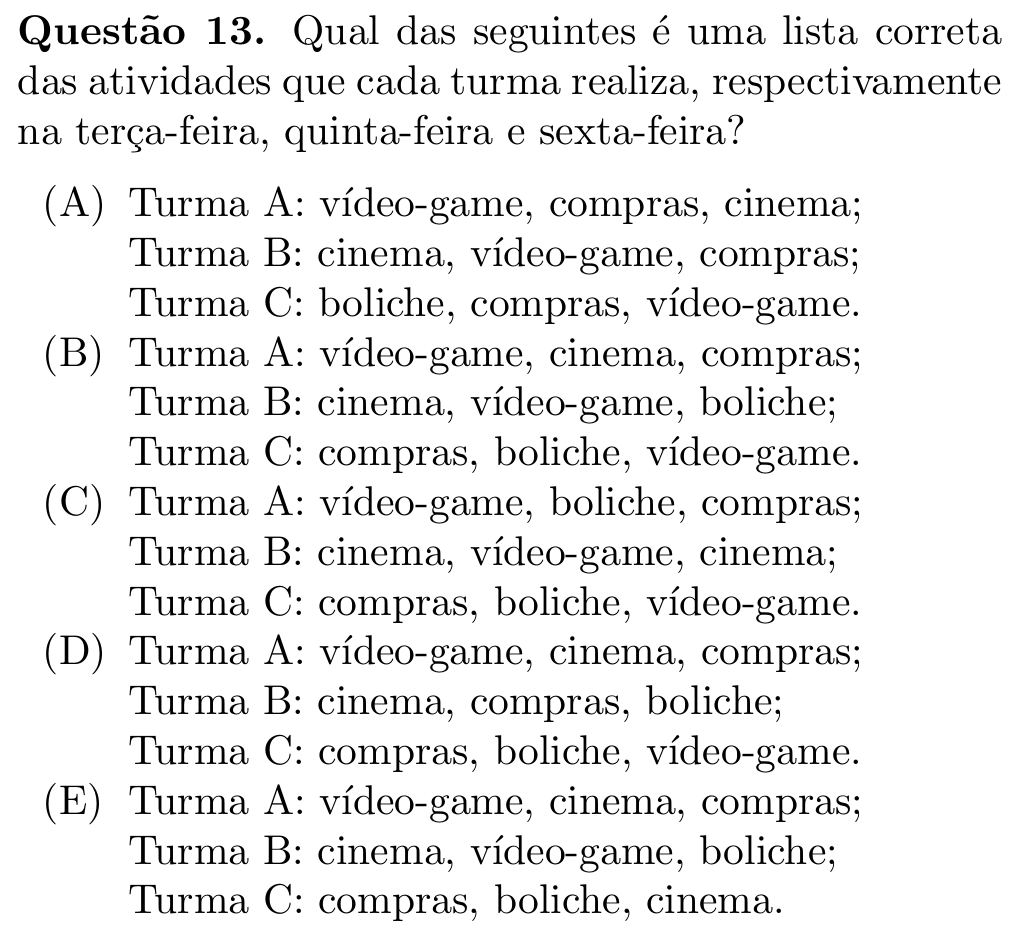 Questão 13. Qual das seguintes é uma lista correta
das atividades que cada turma realiza, respectivamente
na terça-feira, quinta-feira e sexta-feira?
(A) Turma A: vídeo-game, compras, cinema;
Turma B: cinema, vídeo-game, compras;
Turma C: boliche, compras, vídeo-game.
(B) Turma A: vídeo-game, cinema, compras;
Turma B: cinema, vídeo-game, boliche;
Turma C: compras, boliche, vídeo-game.
(C) Turma A: vídeo-game, boliche, compras;
Turma B: cinema, vídeo-game, cinema;
Turma C: compras, boliche, vídeo-game.
(D) Turma A: vídeo-game, cinema, compras;
Turma B: cinema, compras, boliche;
Turma C: compras, boliche, vídeo-game.
(E) Turma A: vídeo-game, cinema, compras;
Turma B: cinema, vídeo-game, boliche;
Turma C: compras, boliche, cinema.